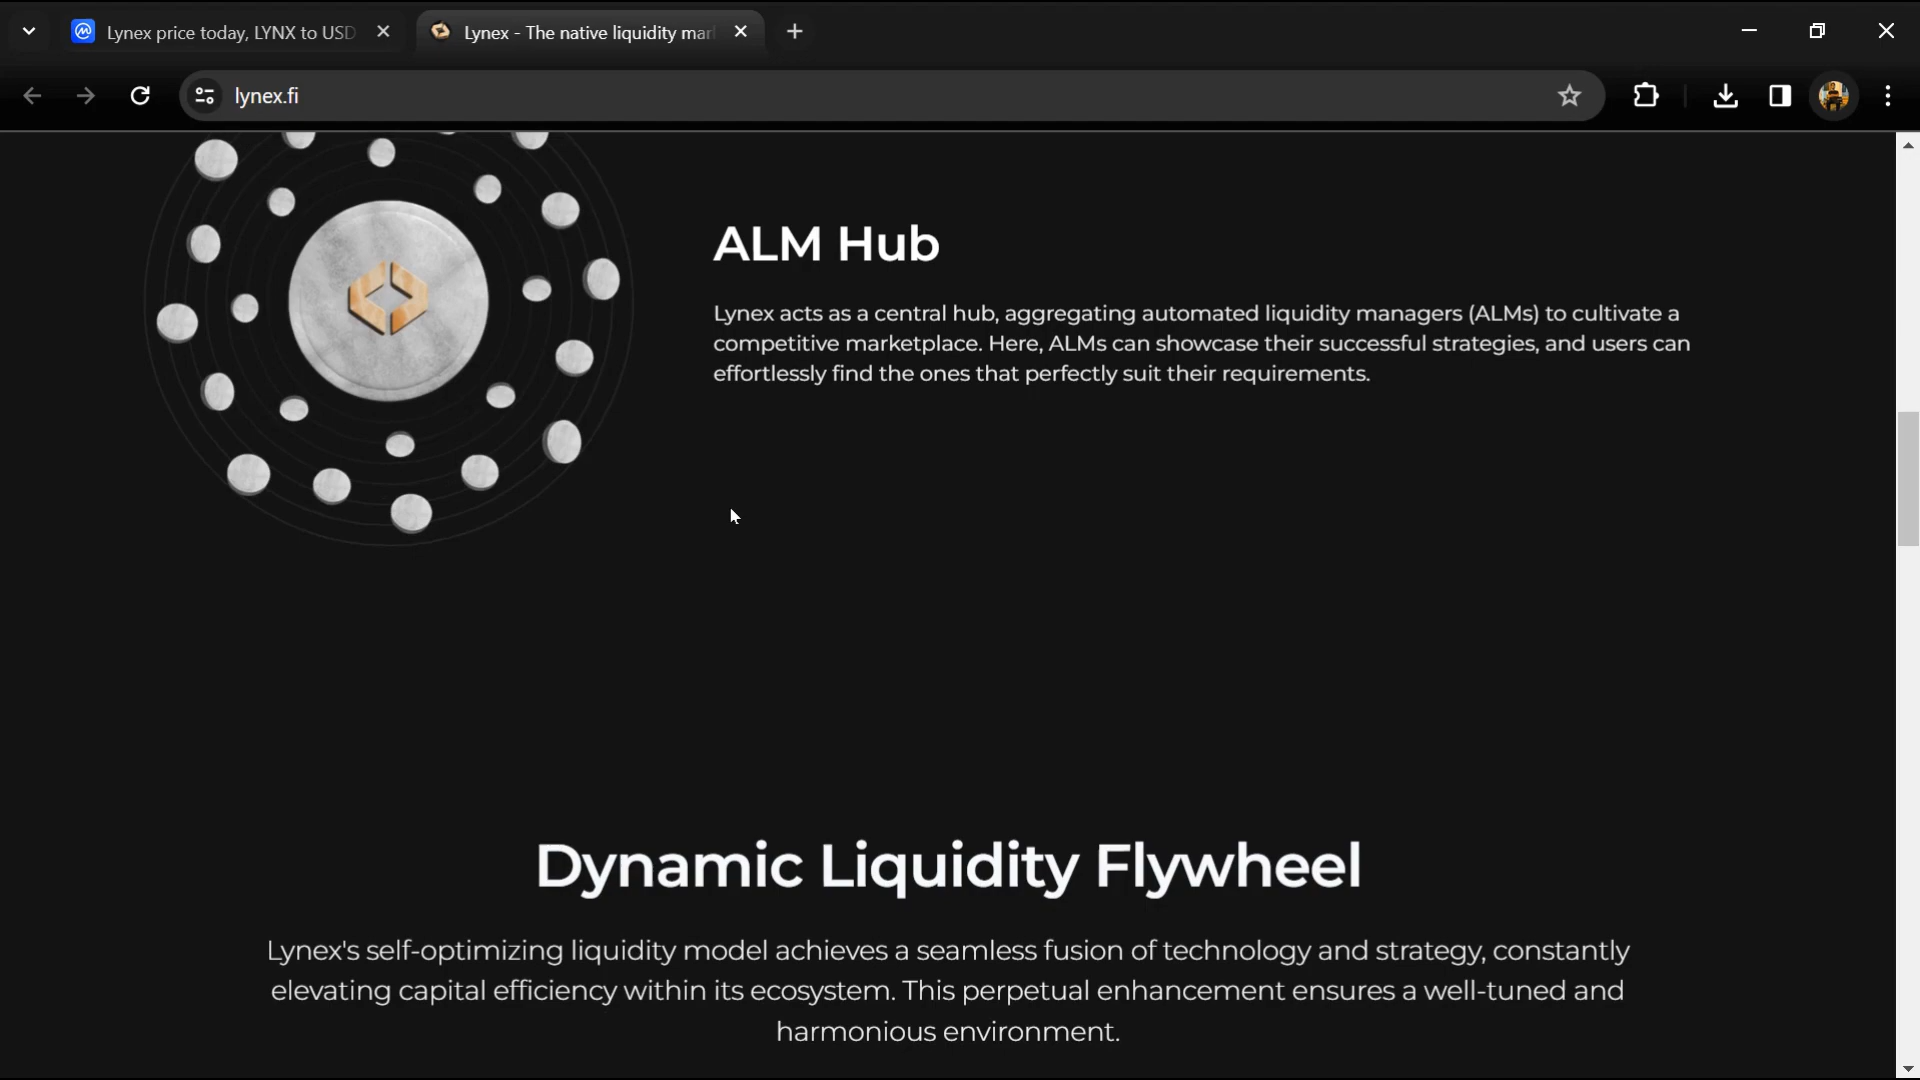 Lynex price today, LYNX to USD
Lynex - The native liquidity mar
lynex.fi
ALM Hub
Lynex acts as a central hub, aggregating automated liquidity managers (ALMs) to cultivate a
competitive marketplace. Here, ALMs can showcase their successful strategies, and users can
effortlessly find the ones that perfectly suit their requirements.
Dynamic Liquidity Flywheel
Lynex's self-optimizing liquidity model achieves a seamless fusion of technology and strategy, constantly
elevating capital efficiency within its ecosystem. This perpetual enhancement ensures a well-tuned and
harmonious environment.